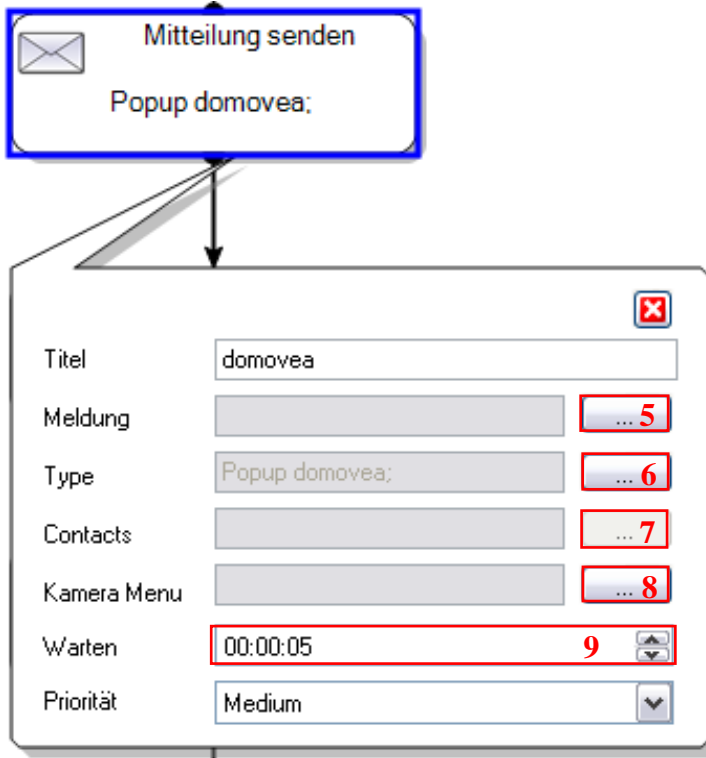 Mitteilung senden
Popup domovea;
Titel domovea
Meldung ... 5
Type Popup domovea; ... 6
Contacts ... 7
Kamera Menu ... 8
Warten 00:00:05 9
Priorität Medium